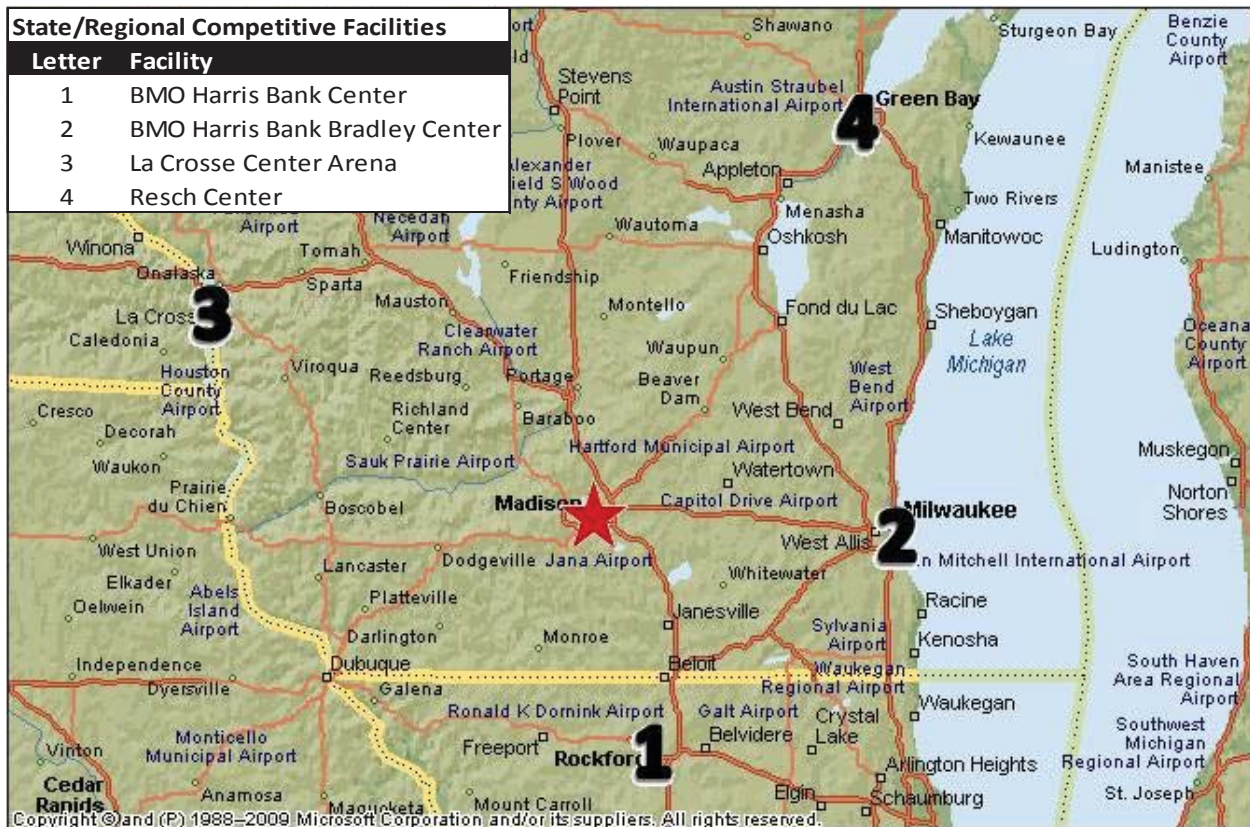 State/Regional Competitive Facilities
Letter Facility
1 BMO Harris Bank Center
2 BMO Harris Bank Bradley Center
3 La Crosse Center Arena
4 Resch Center
Shawano
Sturgeon Bay
Benzie
County
Airport
Stevens
Point
Austin Straubel
International Airport
4
Green Bay
Plover
Waupaca
Kewaunee
Appleton
Manistee
Menasha
Two Rivers
Winona
Airport
Necedah
Airport
Wautoma
Oshkosh
Manitowoc
Ludington
Tomah
Onalaska
Sparta
Friendship
3
La Cross
Mauston
Montello
Fond du Lac
Sheboygan
Lake
Michigan
Oceana
County
Airport
Caledonia
Clearwater
Ranch Airport
Waupun
West
Bend
Airport
Houston
County
Airport
Viroqua
Reedsburg
Portage
Beaver
Dam
Cresco
Richland
Center
Baraboo
West Bend
Decorah
Waukon
Sauk Prairie Airport
Hartford Municipal Airport
Muskegon
Watertown
Norton
Shores
Prairie
du Chien
Boscobel
Madison
Capitol Drive Airport
2
Milwaukee
West Union
Dodgeville
Jana Airport
West Allis
n Mitchell International Airport
Elkader
Lancaster
Whitewater
Oelwein
Abels
Island
Airport
Platteville
Janesville
Racine
Darlington
Monroe
Sylvania
Airport
Kenosha
Independence
Dyersville
Dubuque
Beloit
Waukegan
Regional Airport
South Haven
Area Regional
Airport
Galena
Ronald K Dornink Airport
Galt Airport
Crystal
Lake
Waukegan
Monticello
Municipal Airport
Freeport
Rockford
1
Belvidere
Southwest
Michigan
Regional Airport
Vinton
Cedar
Rapids
Anamosa
Maquoketa
Mount Carroll
Elgin
Arlington Heights
Schaumburg
St. Joseph
Copyright © and (P) 1988–2009 Microsoft Corporation and/or its suppliers. All rights reserved.